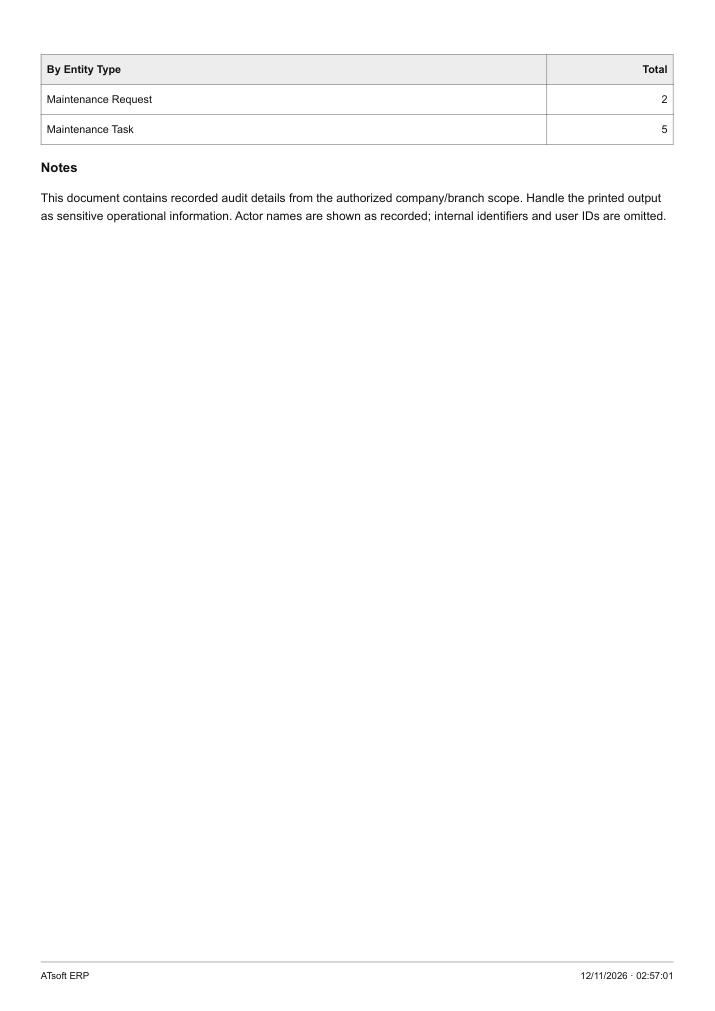 By Entity Type Total
Maintenance Request 2
Maintenance Task 5
Notes
This document contains recorded audit details from the authorized company/branch scope. Handle the printed output
as sensitive operational information. Actor names are shown as recorded; internal identifiers and user IDs are omitted.
ATsoft ERP 12/11/2026 · 02:57:01